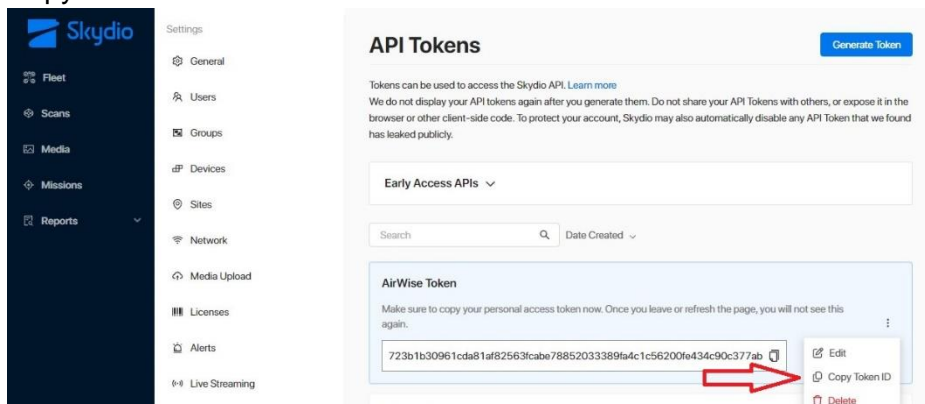 Skydio
Fleet
Scans
Media
Missions
Reports
Settings
General
Users
Groups
Devices
Sites
Network
Media Upload
Licenses
Alerts
Live Streaming
API Tokens
Generate Token
Tokens can be used to access the Skydio API. Learn more
We do not display your API tokens again after you generate them. Do not share your API Tokens with others, or expose it in the
browser or other client-side code. To protect your account, Skydio may also automatically disable any API Token that we found
has leaked publicly.
Early Access APIs
Search
Date Created
AirWise Token
Make sure to copy your personal access token now. Once you leave or refresh the page, you will not see this
again.
723b1b30961cda81af82563fcabe78852033389fa4c1c56200fe434c90c377ab
Edit
Copy Token ID
Delete